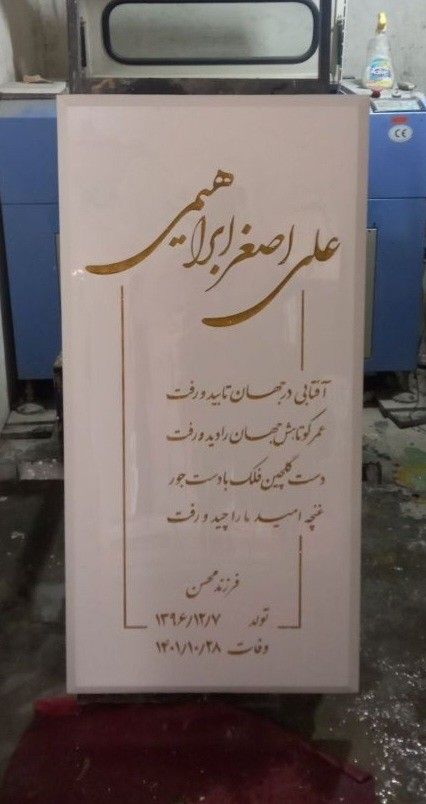 علی اصغر ابراهیمی
آفتابی در جهان تابید و رفت
عمر کوتاهش جهان را دید و رفت
دست گلچین فلک با دست جور
غنچه امید ما را چید و رفت
فرزند محسن
تولد ۱۳۹۶/۱۲/۷
وفات ۱۴۰۱/۱۰/۲۸
CE